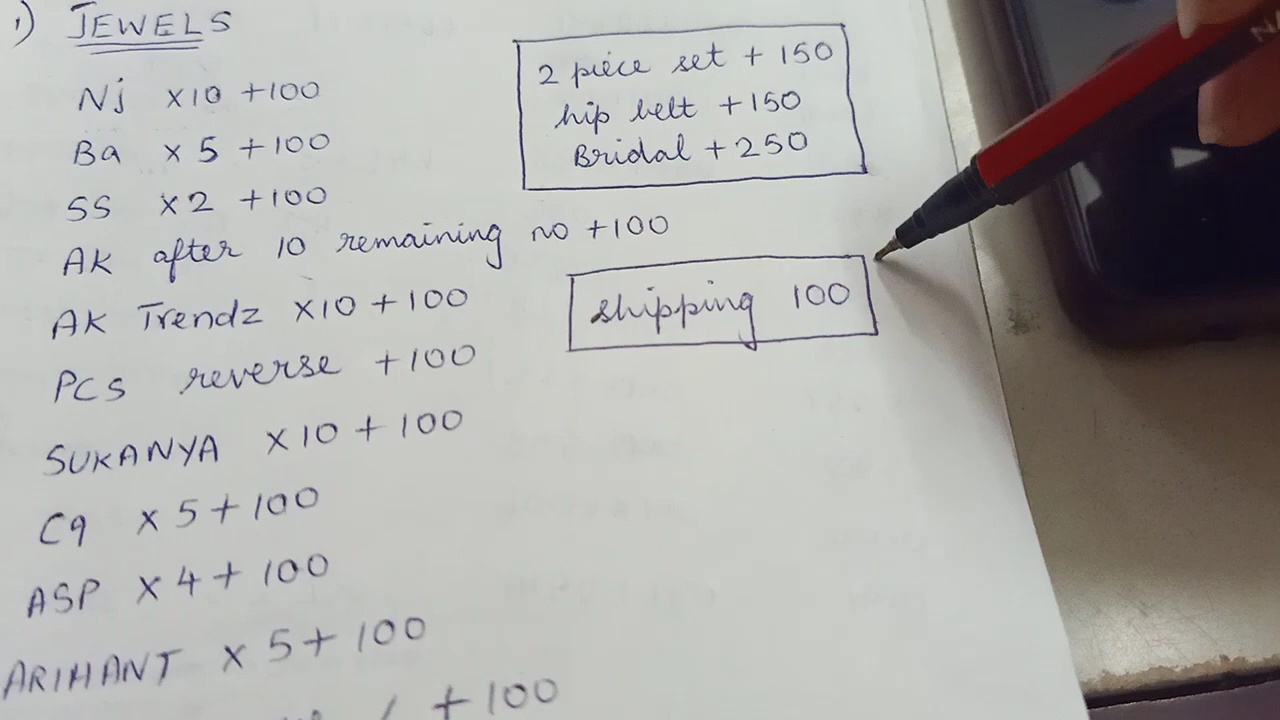 1) JEWELS
Nj x10 +100
Ba x 5 +100
SS x2 +100
AK after 10 remaining no +100
AK Trendz x10 +100
PCS reverse +100
SUKANYA x10 + 100
C9 x 5 + 100
ASP x 4 + 100
ARIHANT x 5 + 100
+ 100
2 piece set + 150
hip belt +150
Bridal + 250
shipping 100